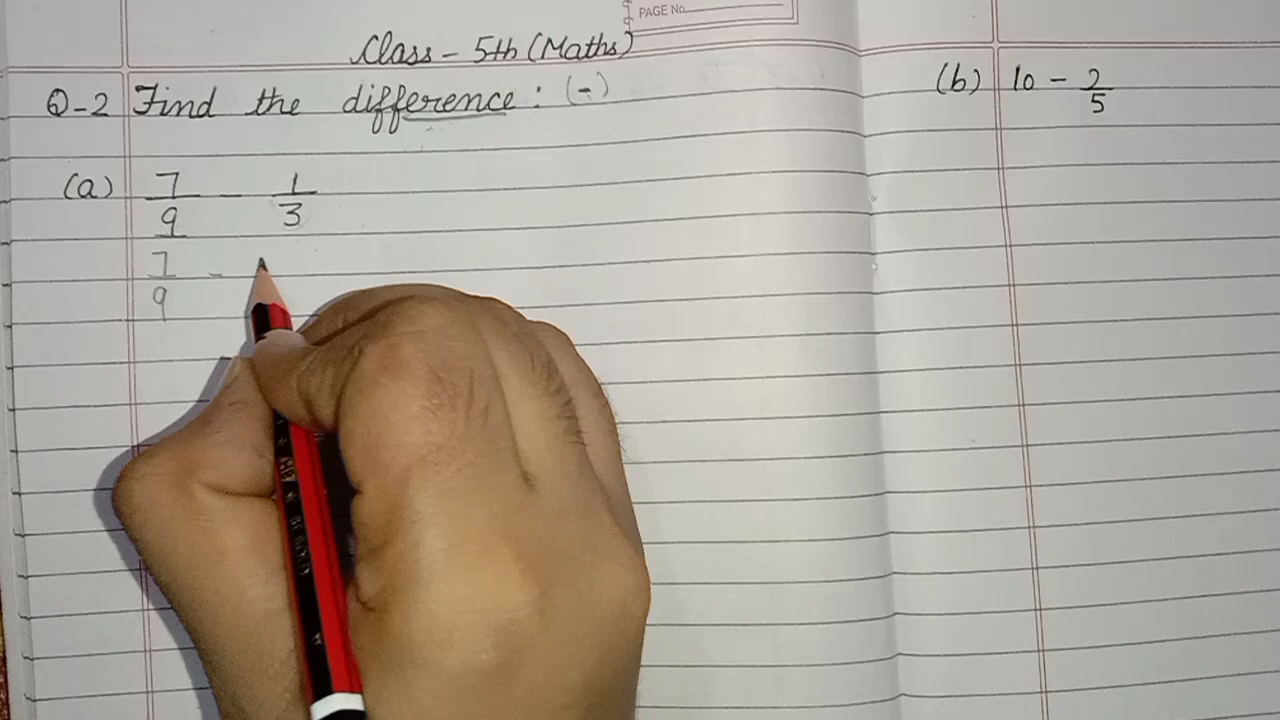 PAGE No.
Class - 5th (Maths)
Q-2 Find the difference : (-)
(a) 7/9 - 1/3
7/9 -
(b) 10 - 2/5